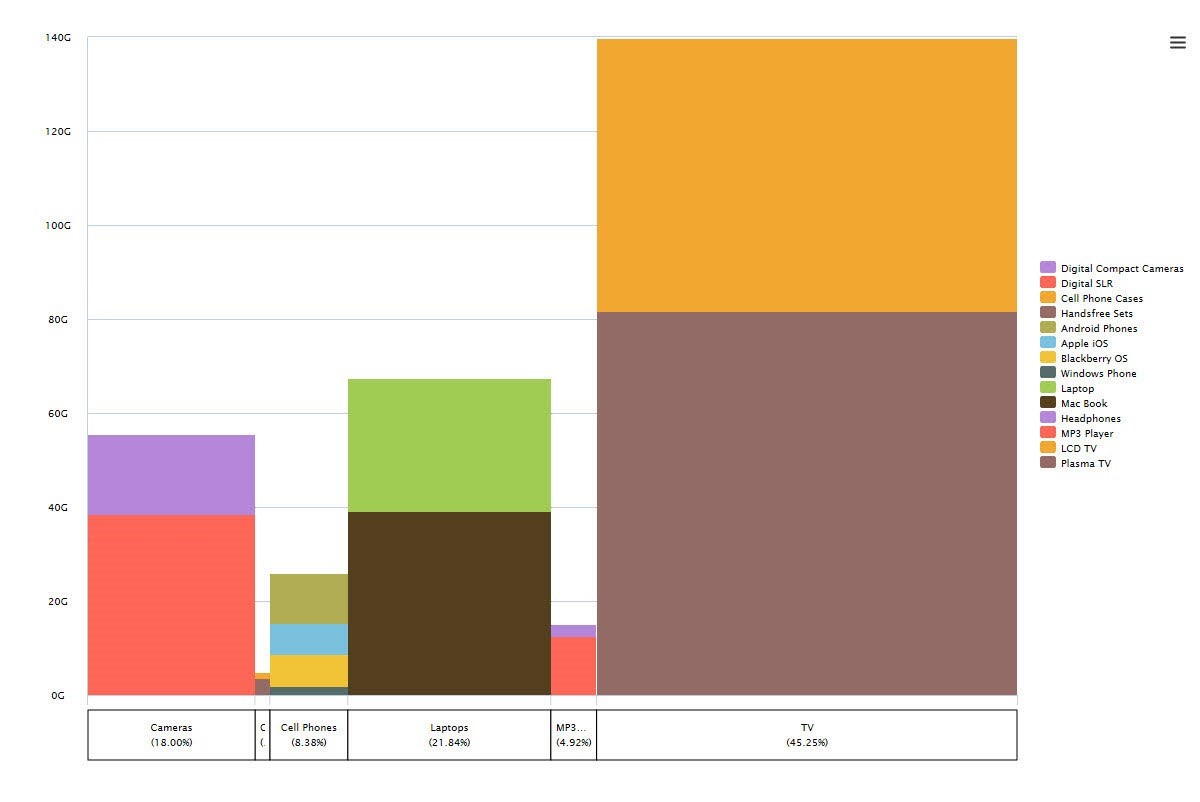 140G
120G
100G
80G
60G
40G
20G
0G
Digital Compact Cameras
Digital SLR
Cell Phone Cases
Handsfree Sets
Android Phones
Apple iOS
Blackberry OS
Windows Phone
Laptop
Mac Book
Headphones
MP3 Player
LCD TV
Plasma TV
Cameras
(18.00%)
C
(.
Cell Phones
(8.38%)
Laptops
(21.84%)
MP3...
(4.92%)
TV
(45.25%)